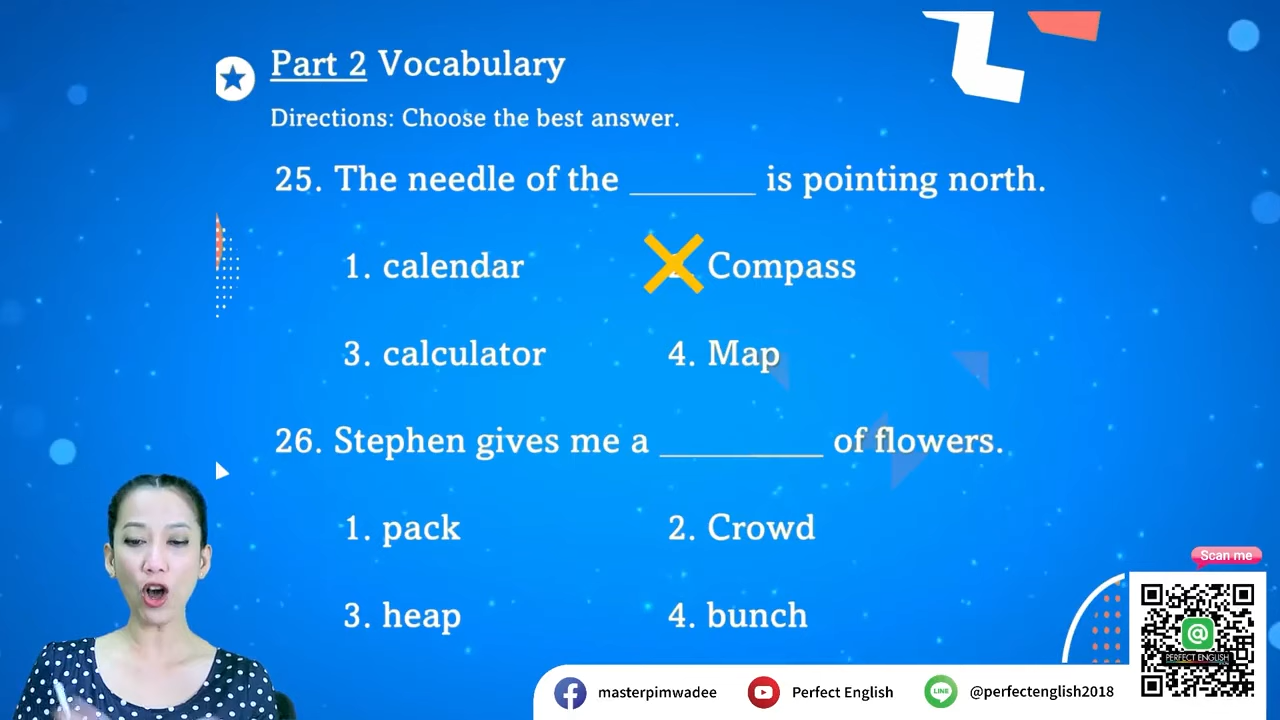 Part 2 Vocabulary
Directions: Choose the best answer.
25. The needle of the ________ is pointing north.
1. calendar
Compass
3. calculator
4. Map
26. Stephen gives me a __________ of flowers.
1. pack
2. Crowd
3. heap
4. bunch
Scan me
PERFECT ENGLISH
masterpimwadee
Perfect English
LINE
@perfectenglish2018